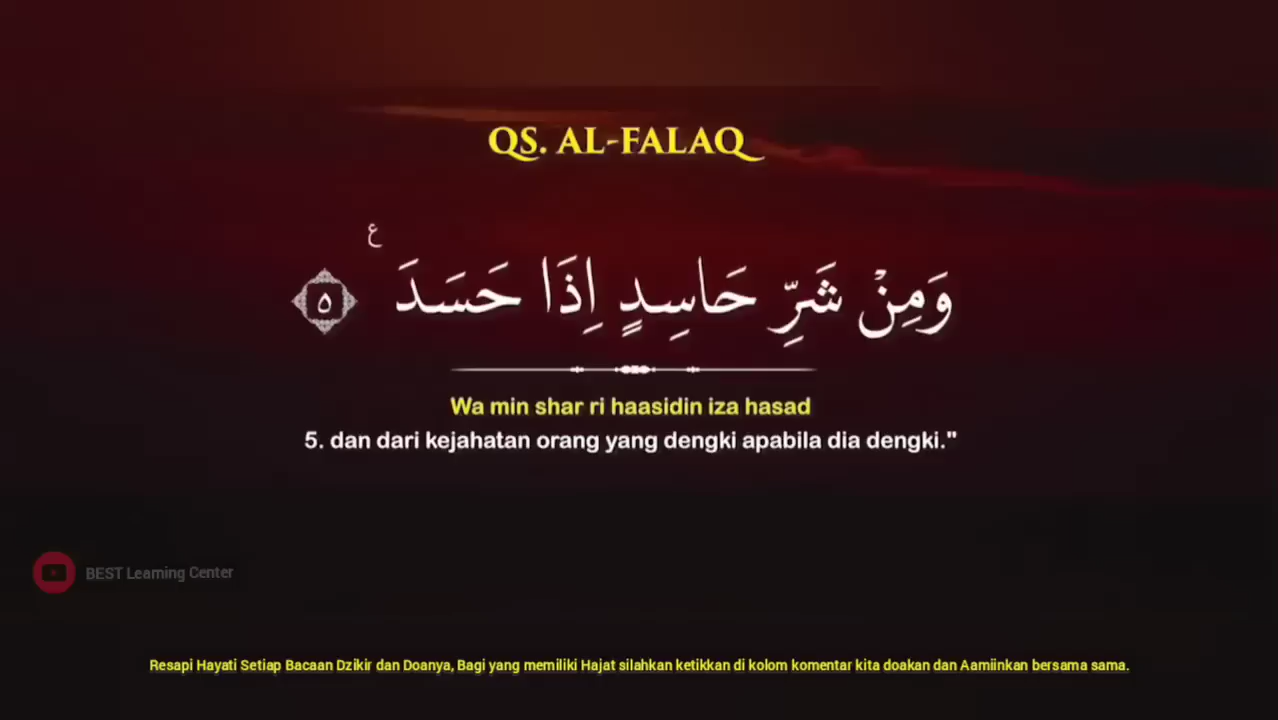 QS. AL-FALAQ
وَمِنْ شَرِّ حَاسِدٍ اِذَا حَسَدَ ࣖ ٥
Wa min shar ri haasidin iza hasad
5. dan dari kejahatan orang yang dengki apabila dia dengki."
BEST Learning Center
Resapi Hayati Setiap Bacaan Dzikir dan Doanya, Bagi yang memiliki Hajat silahkan ketikkan di kolom komentar kita doakan dan Aamiinkan bersama sama.